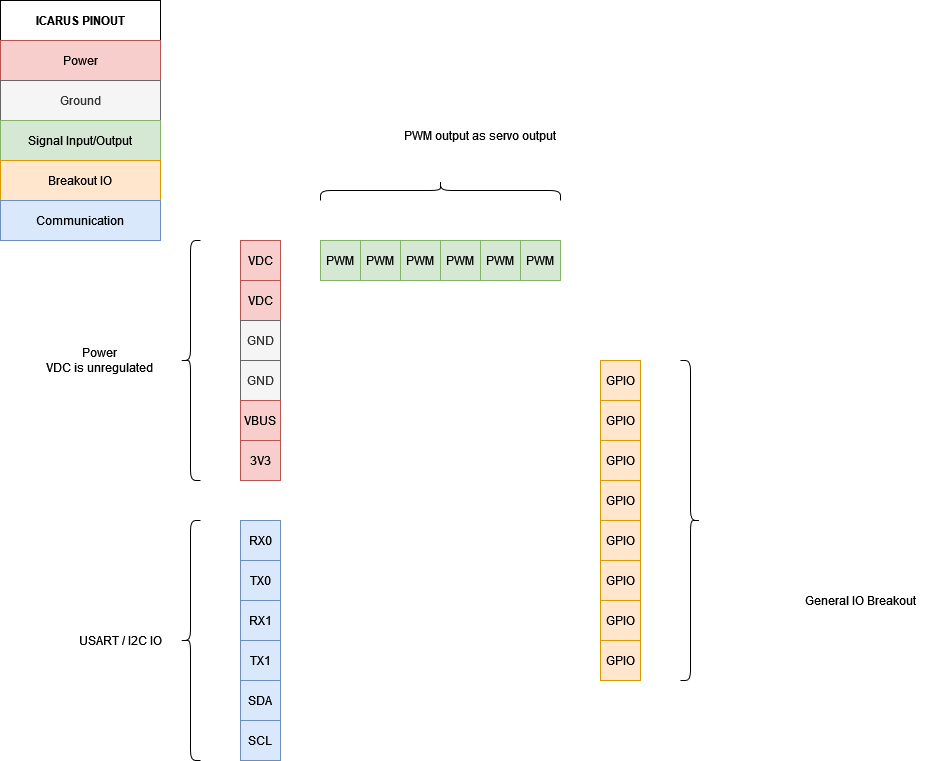 ICARUS PINOUT
Power
Ground
Signal Input/Output
Breakout IO
Communication
PWM output as servo output
VDC
PWM PWM PWM PWM PWM PWM
VDC
GND
GND
VBUS
3V3
Power
VDC is unregulated
GPIO
GPIO
GPIO
GPIO
GPIO
GPIO
GPIO
GPIO
General IO Breakout
RX0
TX0
RX1
TX1
SDA
SCL
USART / I2C IO